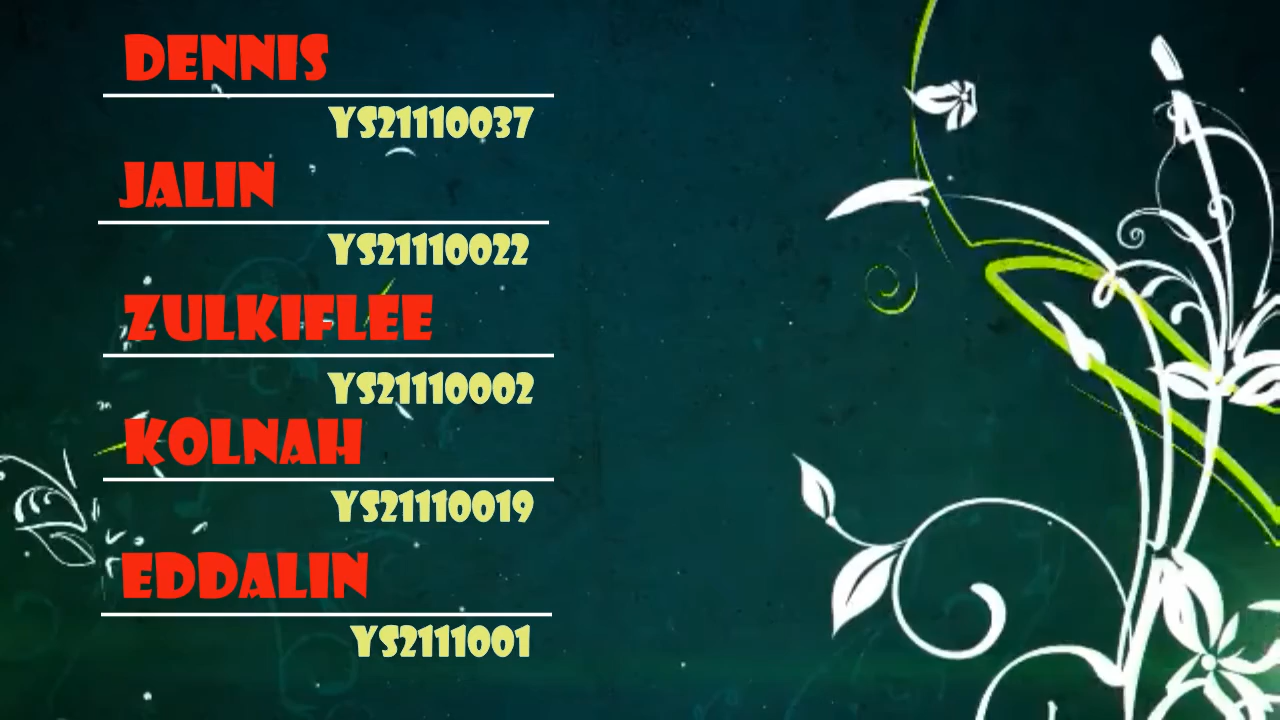 DENNIS
YS21110037
JALIN
YS21110022
ZULKIFLEE
YS21110002
KOLNAH
YS21110019
EDDALIN
YS2111001